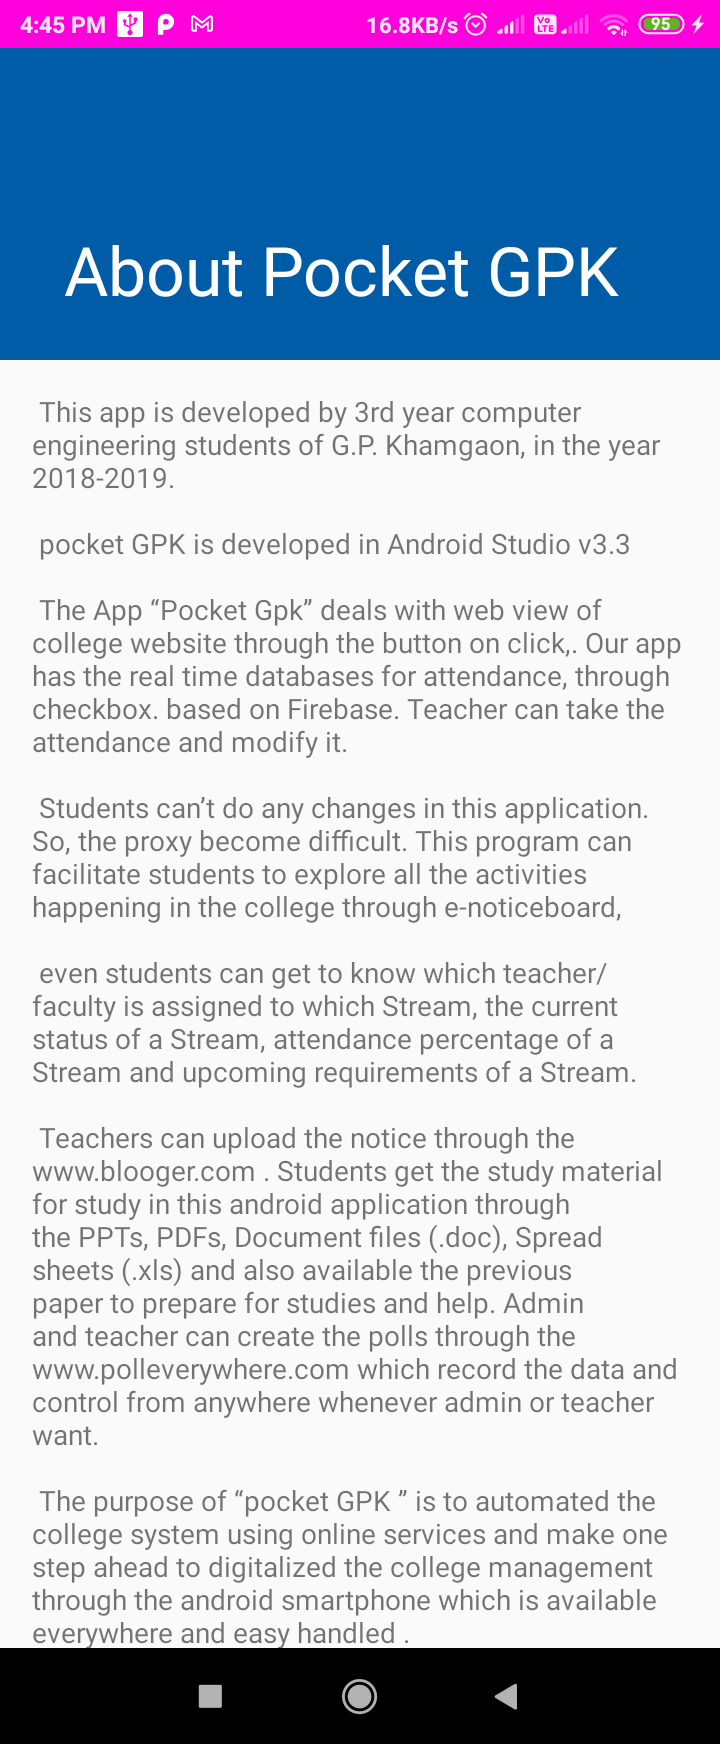 4:45 PM 16.8KB/s Vo LTE 95
About Pocket GPK
This app is developed by 3rd year computer
engineering students of G.P. Khamgaon, in the year
2018-2019.
pocket GPK is developed in Android Studio v3.3
The App “Pocket Gpk” deals with web view of
college website through the button on click,. Our app
has the real time databases for attendance, through
checkbox. based on Firebase. Teacher can take the
attendance and modify it.
Students can’t do any changes in this application.
So, the proxy become difficult. This program can
facilitate students to explore all the activities
happening in the college through e-noticeboard,
even students can get to know which teacher/
faculty is assigned to which Stream, the current
status of a Stream, attendance percentage of a
Stream and upcoming requirements of a Stream.
Teachers can upload the notice through the
www.blooger.com . Students get the study material
for study in this android application through
the PPTs, PDFs, Document files (.doc), Spread
sheets (.xls) and also available the previous
paper to prepare for studies and help. Admin
and teacher can create the polls through the
www.polleverywhere.com which record the data and
control from anywhere whenever admin or teacher
want.
The purpose of “pocket GPK ” is to automated the
college system using online services and make one
step ahead to digitalized the college management
through the android smartphone which is available
everywhere and easy handled .